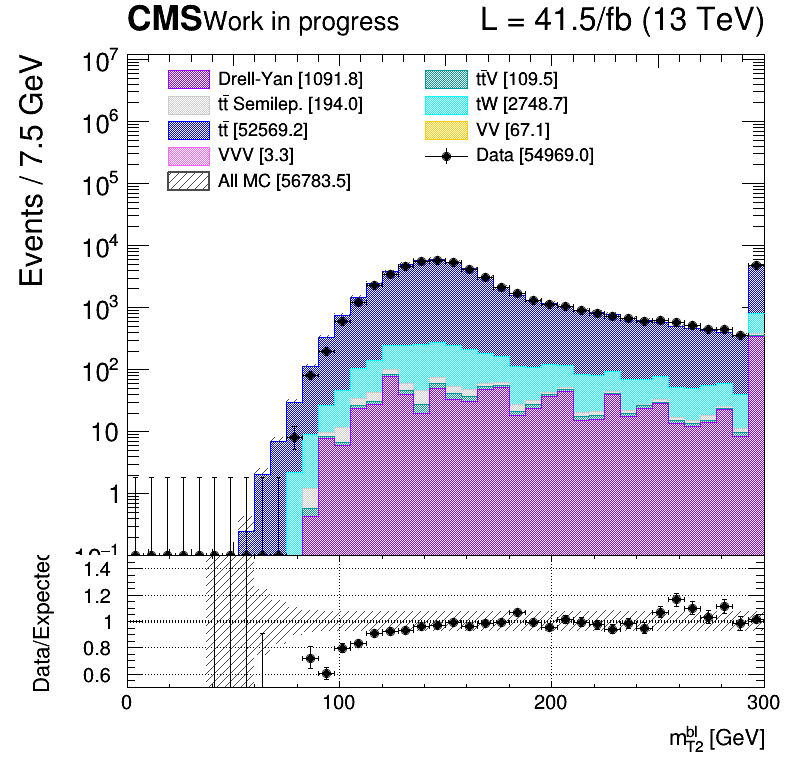 CMS Work in progress L = 41.5/fb (13 TeV)
Events / 7.5 GeV
10⁷
10⁶
10⁵
10⁴
10³
10²
10
1
10⁻¹
Drell-Yan [1091.8]
tt̄V [109.5]
tt̄ Semilep. [194.0]
tW [2748.7]
tt̄ [52569.2]
VV [67.1]
VVV [3.3]
Data [54969.0]
All MC [56783.5]
Data/Expected
1.4
1.2
1
0.8
0.6
0 100 200 300
m_{T2}^{bl} [GeV]